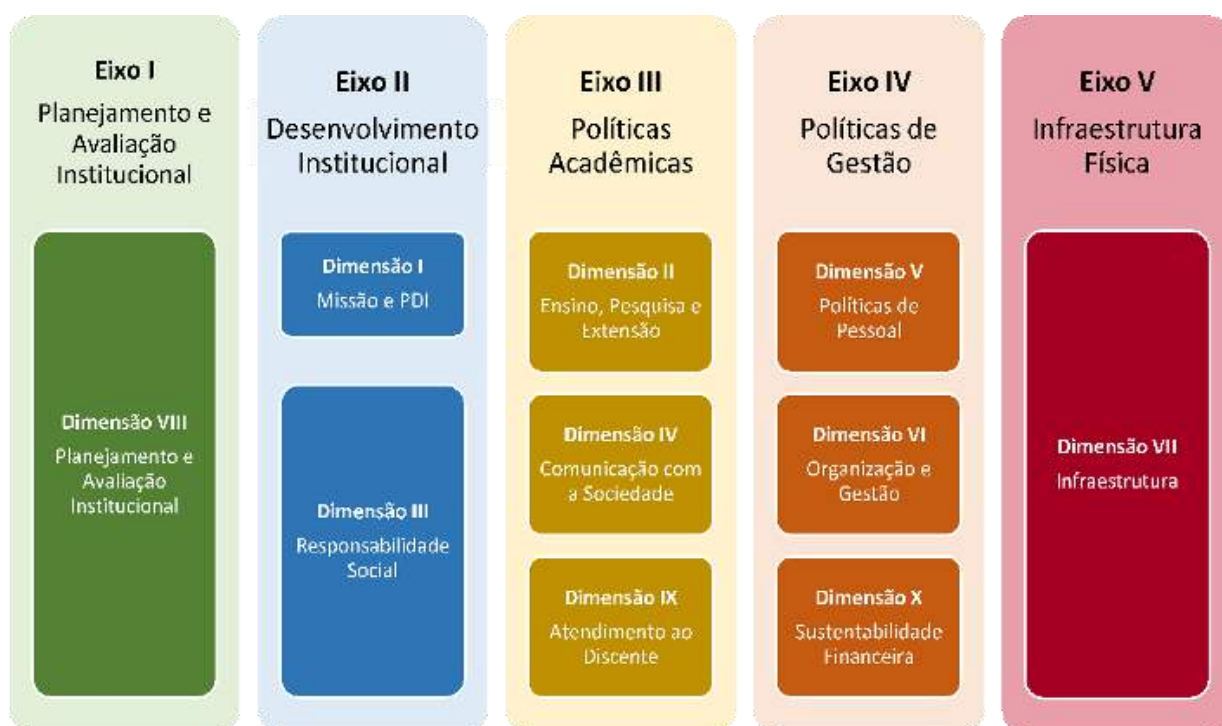 Eixo I
Planejamento e
Avaliação
Institucional
Dimensão VIII
Planejamento e
Avaliação
Institucional
Eixo II
Desenvolvimento
Institucional
Dimensão I
Missão e PDI
Dimensão III
Responsabilidade
Social
Eixo III
Políticas
Acadêmicas
Dimensão II
Ensino, Pesquisa e
Extensão
Dimensão IV
Comunicação com
a Sociedade
Dimensão IX
Atendimento ao
Discente
Eixo IV
Políticas de
Gestão
Dimensão V
Políticas de
Pessoal
Dimensão VI
Organização e
Gestão
Dimensão X
Sustentabilidade
Financeira
Eixo V
Infraestrutura
Física
Dimensão VII
Infraestrutura